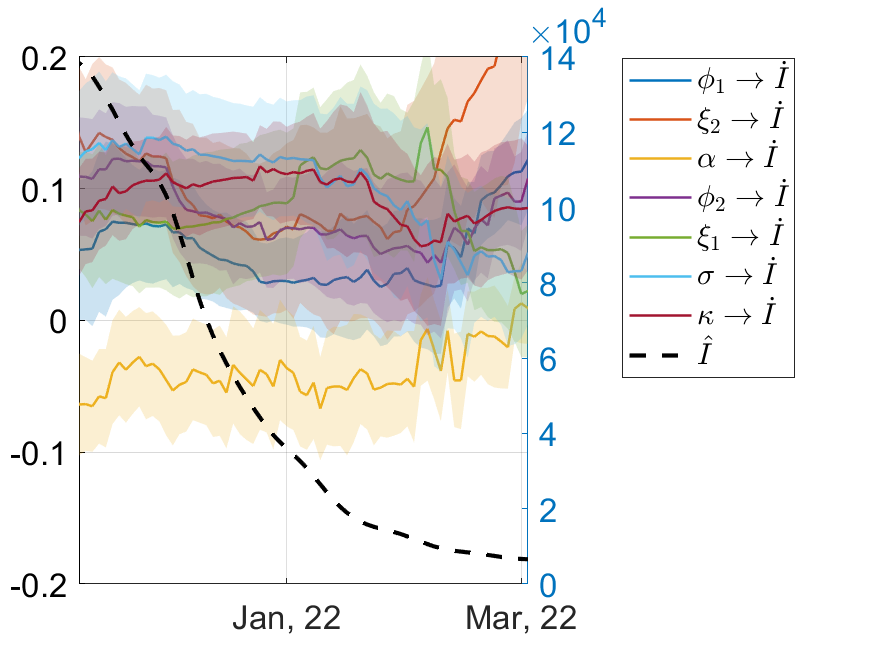 ×10⁴
0.2
0.1
0
-0.1
-0.2
14
12
10
8
6
4
2
0
Jan, 22
Mar, 22
ϕ₁ → İ
ξ₂ → İ
α → İ
ϕ₂ → İ
ξ₁ → İ
σ → İ
κ → İ
Î